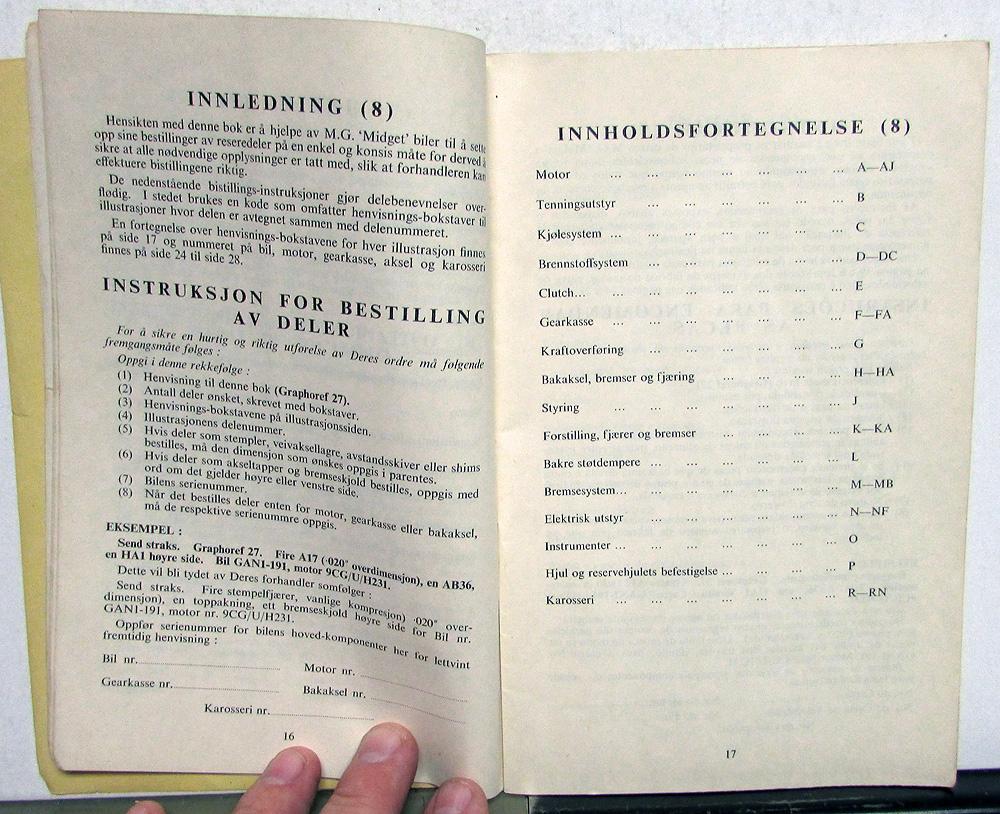 INNLEDNING (8)
Hensikten med denne bok er å hjelpe av M.G. 'Midget' biler til å sette
opp sine bestillinger av reseredeler på en enkel og konsis måte for derved å
sikre at alle nødvendige opplysninger er tatt med, slik at forhandleren kan
effektuere bistillingene riktig.
De nedenstående bistillings-instruksjoner gjør delebenevnelser over-
flødig. I stedet brukes en kode som omfatter henvisnings-bokstaver til
illustrasjoner hvor delen er avtegnet sammen med delenummeret.
En fortegnelse over henvisnings-bokstavene for hver illustrasjon finnes
på side 17 og nummeret på bil, motor, gearkasse, aksel og karosseri
finnes på side 24 til side 28.
INSTRUKSJON FOR BESTILLING
AV DELER
For å sikre en hurtig og riktig utførelse av Deres ordre må følgende
fremgangsmåte følges :
Oppgi i denne rekkefølge :
(1) Henvisning til denne bok (Graphoref 27).
(2) Antall deler ønsket, skrevet med bokstaver.
(3) Henvisnings-bokstavene på illustrasjonssiden.
(4) Illustrasjonens delenummer.
(5) Hvis deler som stempler, veivaksellagre, avstandsskiver eller shims
bestilles, må den dimensjon som ønskes oppgis i parentes.
(6) Hvis deler som akseltapper og bremseskjold bestilles, oppgis med
ord om det gjelder høyre eller venstre side.
(7) Bilens serienummer.
(8) Når det bestilles deler enten for motor, gearkasse eller bakaksel,
må de respektive serienummre oppgis.
EKSEMPEL :
Send straks. Graphoref 27. Fire A17 (·020" overdimensjon), en AB36,
en HA1 høyre side. Bil GAN1-191, motor 9CG/U/H231.
Dette vil bli tydet av Deres forhandler somfølger :
Send straks. Fire stempelfjærer, vanlige kompresjon) ·020" over-
dimensjon), en toppakning, ett bremseskjold høyre side for Bil nr.
GAN1-191, motor nr. 9CG/U/H231.
Oppfør serienummer for bilens hoved-komponenter her for lettvint
fremtidig henvisning :
Bil nr. Motor nr.
Gearkasse nr. Bakaksel nr.
Karosseri nr.
16
INNHOLDSFORTEGNELSE (8)
Motor ... ... ... ... ... ... ... A—AJ
Tenningsutstyr ... ... ... ... ... ... B
Kjølesystem ... ... ... ... ... ... ... C
Brennstoffsystem ... ... ... ... ... ... D—DC
Clutch... ... ... ... ... ... ... ... E
Gearkasse ... ... ... ... ... ... ... F—FA
Kraftoverføring ... ... ... ... ... ... G
Bakaksel, bremser og fjæring ... ... ... ... H—HA
Styring ... ... ... ... ... ... ... J
Forstilling, fjærer og bremser ... ... ... ... K—KA
Bakre støtdempere ... ... ... ... ... ... L
Bremsesystem... ... ... ... ... ... ... M—MB
Elektrisk utstyr ... ... ... ... ... ... N—NF
Instrumenter ... ... ... ... ... ... ... O
Hjul og reservehjulets befestigelse ... ... ... ... P
Karosseri ... ... ... ... ... ... R—RN
17